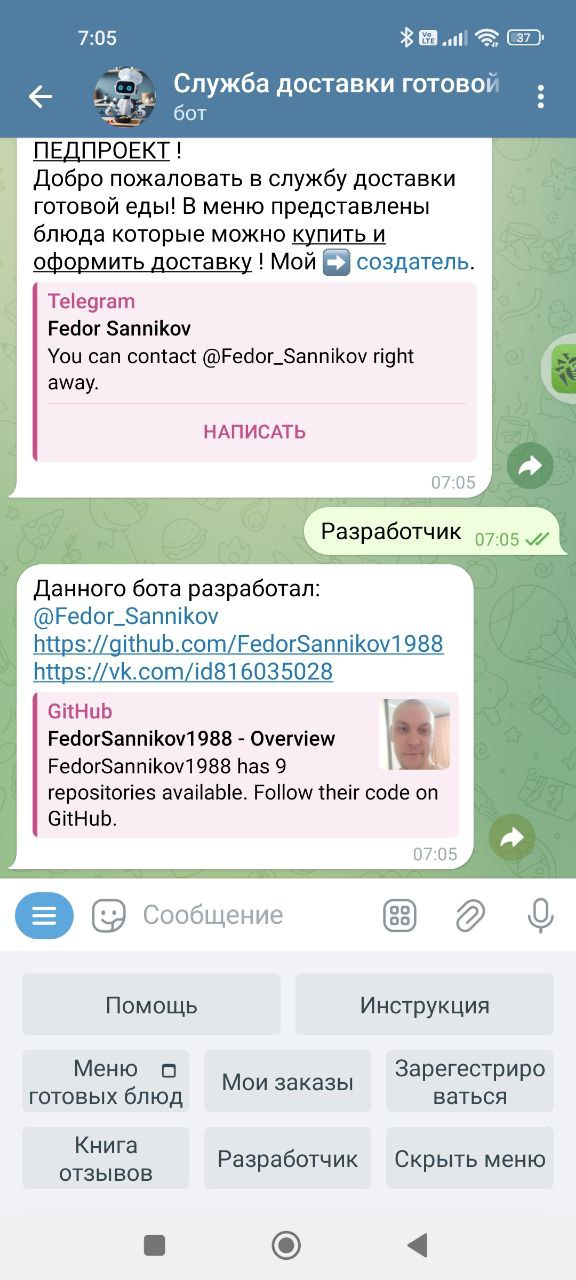 7:05
Vo LTE
37
Служба доставки готовой
бот
ПЕДПРОЕКТ !
Добро пожаловать в службу доставки
готовой еды! В меню представлены
блюда которые можно купить и
оформить доставку ! Мой ➡ создатель.
Telegram
Fedor Sannikov
You can contact @Fedor_Sannikov right
away.
НАПИСАТЬ
07:05
Разработчик 07:05
Данного бота разработал:
@Fedor_Sannikov
https://github.com/FedorSannikov1988
https://vk.com/id816035028
GitHub
FedorSannikov1988 - Overview
FedorSannikov1988 has 9
repositories available. Follow their code on
GitHub.
07:05
Сообщение
Помощь
Инструкция
Меню
готовых блюд
Мои заказы
Зарегестриро
ваться
Книга
отзывов
Разработчик
Скрыть меню